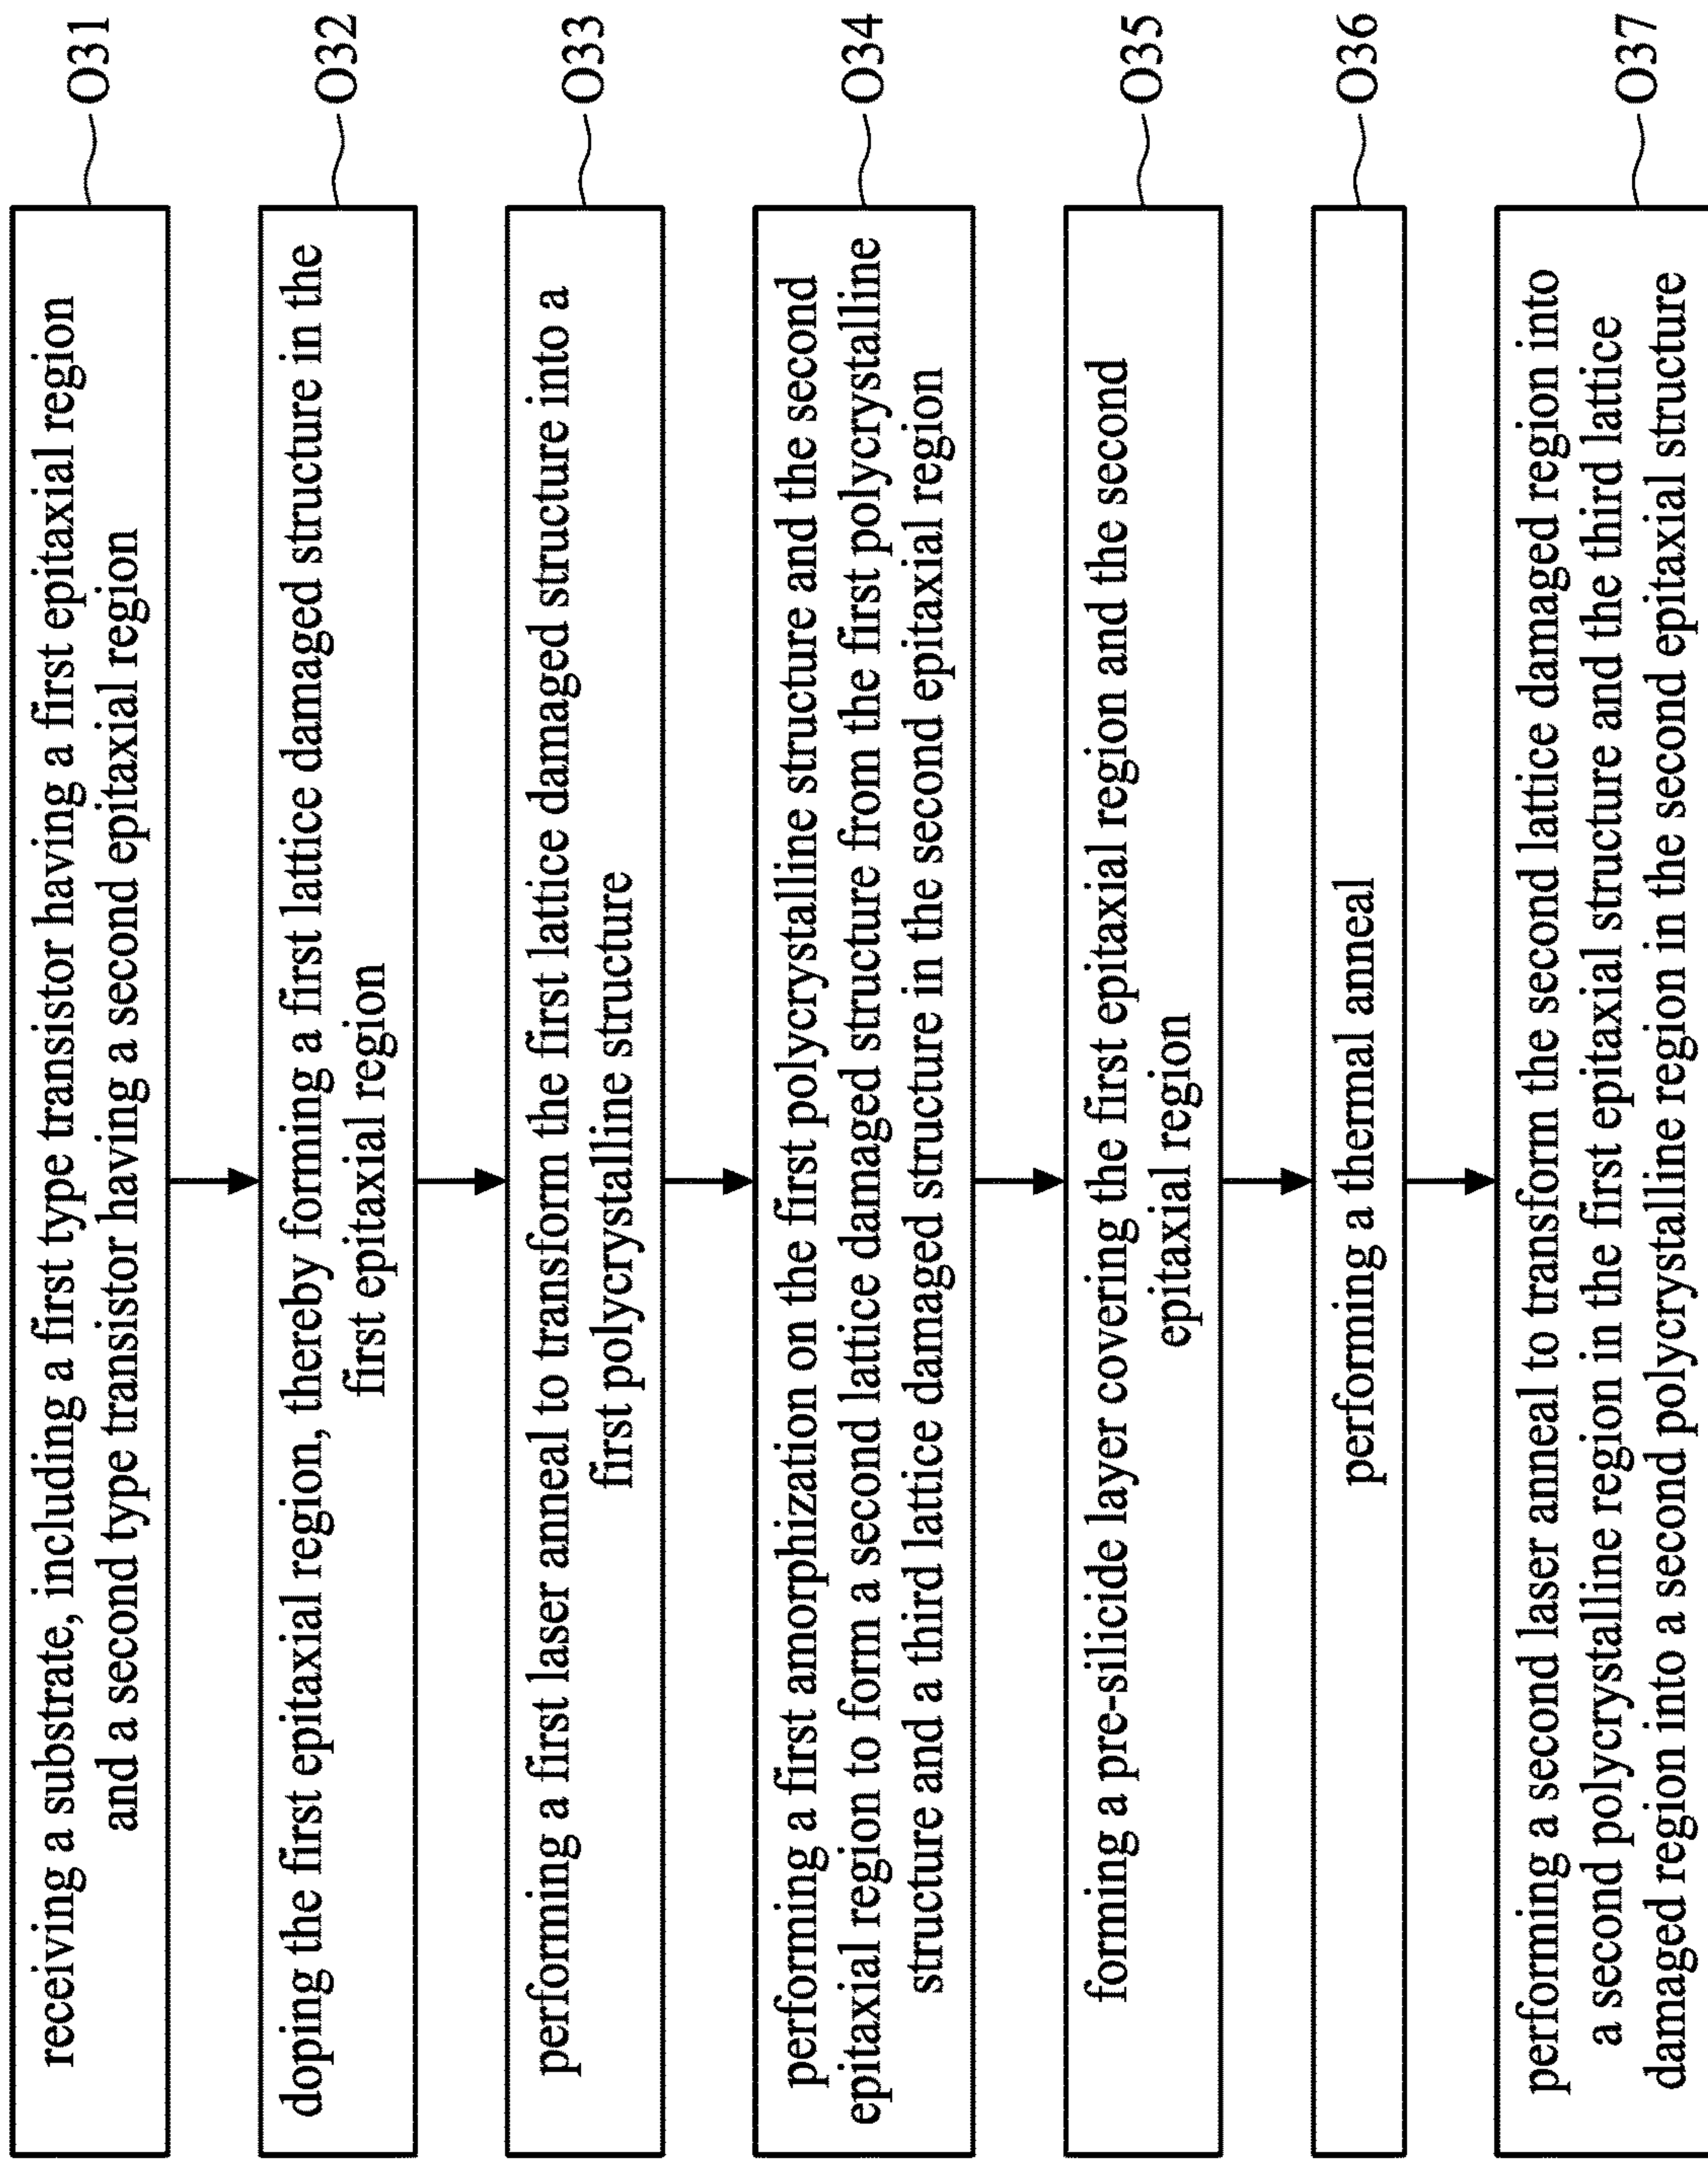 receiving a substrate, including a first type transistor having a first epitaxial region
and a second type transistor having a second epitaxial region
O31
doping the first epitaxial region, thereby forming a first lattice damaged structure in the
first epitaxial region
O32
performing a first laser anneal to transform the first lattice damaged structure into a
first polycrystalline structure
O33
performing a first amorphization on the first polycrystalline structure and the second
epitaxial region to form a second lattice damaged structure from the first polycrystalline
structure and a third lattice damaged structure in the second epitaxial region
O34
forming a pre-silicide layer covering the first epitaxial region and the second
epitaxial region
O35
performing a thermal anneal
O36
performing a second laser anneal to transform the second lattice damaged region into
a second polycrystalline region in the first epitaxial structure and the third lattice
damaged region into a second polycrystalline region in the second epitaxial structure
O37